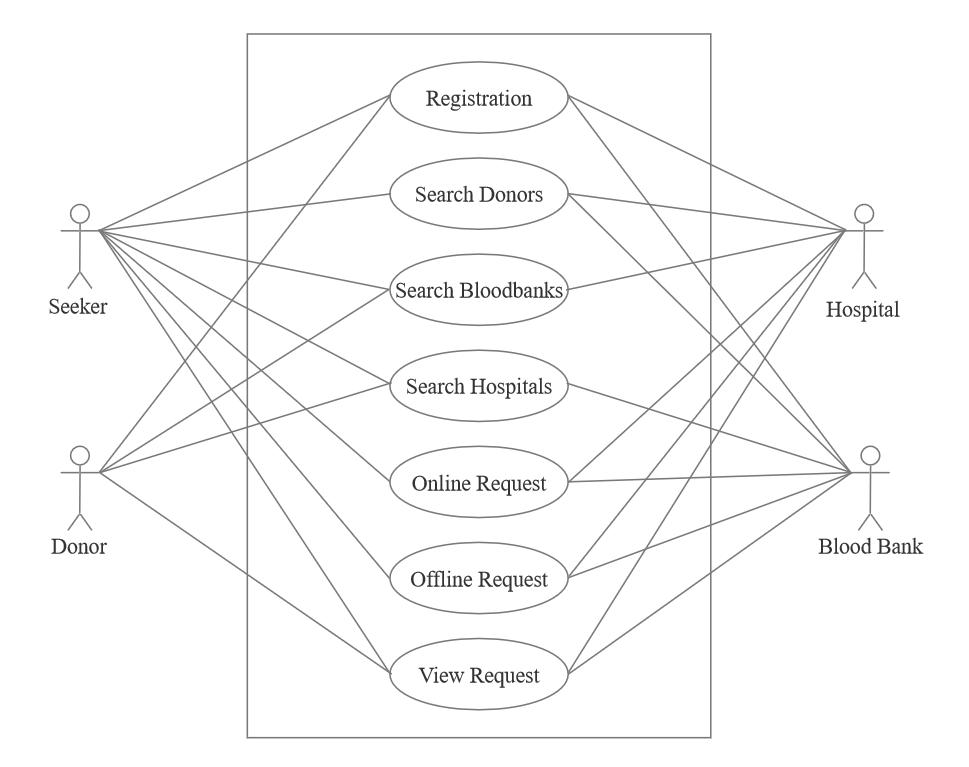 Registration
Search Donors
Search Bloodbanks
Search Hospitals
Online Request
Offline Request
View Request
Seeker
Donor
Hospital
Blood Bank